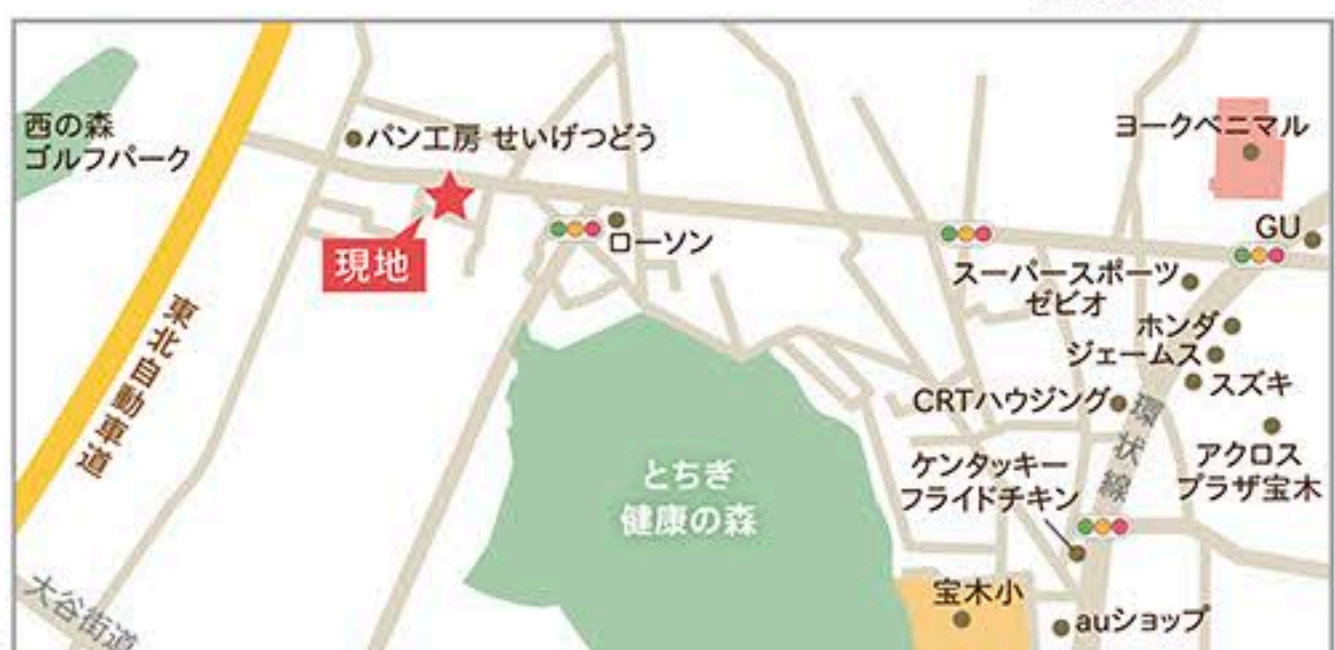 西の森
ゴルフパーク
パン工房 せいげつどう
ヨークベニマル
現地
ローソン
GU
スーパースポーツ
ゼビオ
ホンダ
ジェームス
スズキ
東北自動車道
CRTハウジング
環状線
アクロス
プラザ宝木
ケンタッキー
フライドチキン
とちぎ
健康の森
大谷街道
宝木小
auショップ